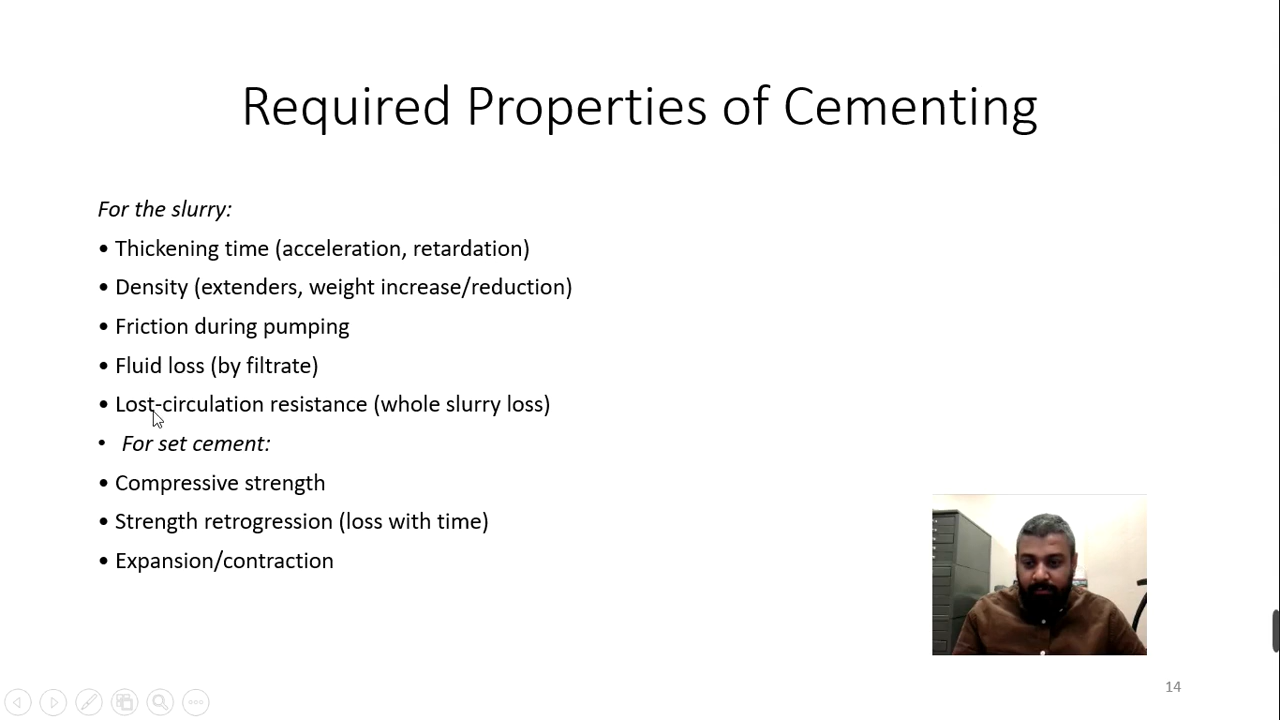 Required Properties of Cementing
For the slurry:
• Thickening time (acceleration, retardation)
• Density (extenders, weight increase/reduction)
• Friction during pumping
• Fluid loss (by filtrate)
• Lost-circulation resistance (whole slurry loss)
• For set cement:
• Compressive strength
• Strength retrogression (loss with time)
• Expansion/contraction
14